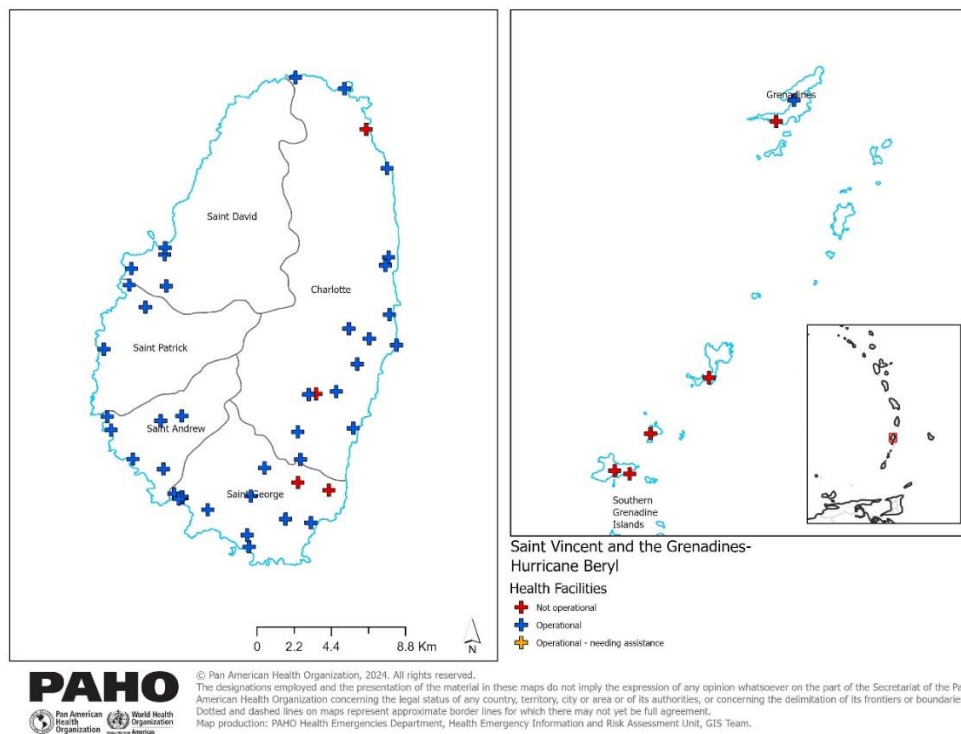 Grenadines
Saint David
Charlotte
Saint Patrick
Saint Andrew
Saint George
Southern
Grenadine
Islands
0 2.2 4.4 8.8 Km
N
Saint Vincent and the Grenadines-
Hurricane Beryl
Health Facilities
Not operational
Operational
Operational - needing assistance
PAHO
Pan American
Health
Organization
World Health
Organization
Americas
© Pan American Health Organization, 2024. All rights reserved.
The designations employed and the presentation of the material in these maps do not imply the expression of any opinion whatsoever on the part of the Secretariat of the Pa
American Health Organization concerning the legal status of any country, territory, city or area or of its authorities, or concerning the delimitation of its frontiers or boundarie
Dotted and dashed lines on maps represent approximate border lines for which there may not yet be full agreement.
Map production: PAHO Health Emergencies Department, Health Emergency Information and Risk Assessment Unit, GIS Team.